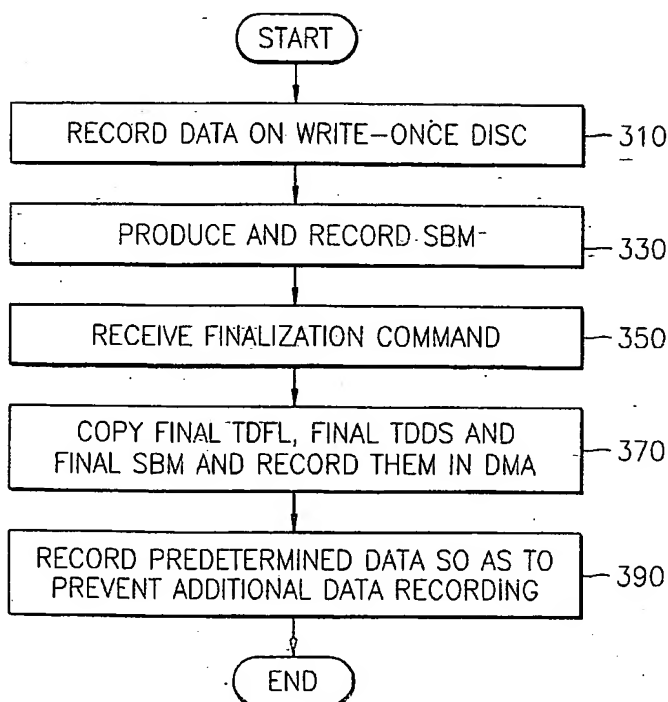 START
RECORD DATA ON WRITE-ONCE DISC
310
PRODUCE AND RECORD SBM
330
RECEIVE FINALIZATION COMMAND
350
COPY FINAL TDFL, FINAL TDDS AND
FINAL SBM AND RECORD THEM IN DMA
370
RECORD PREDETERMINED DATA SO AS TO
PREVENT ADDITIONAL DATA RECORDING
390
END